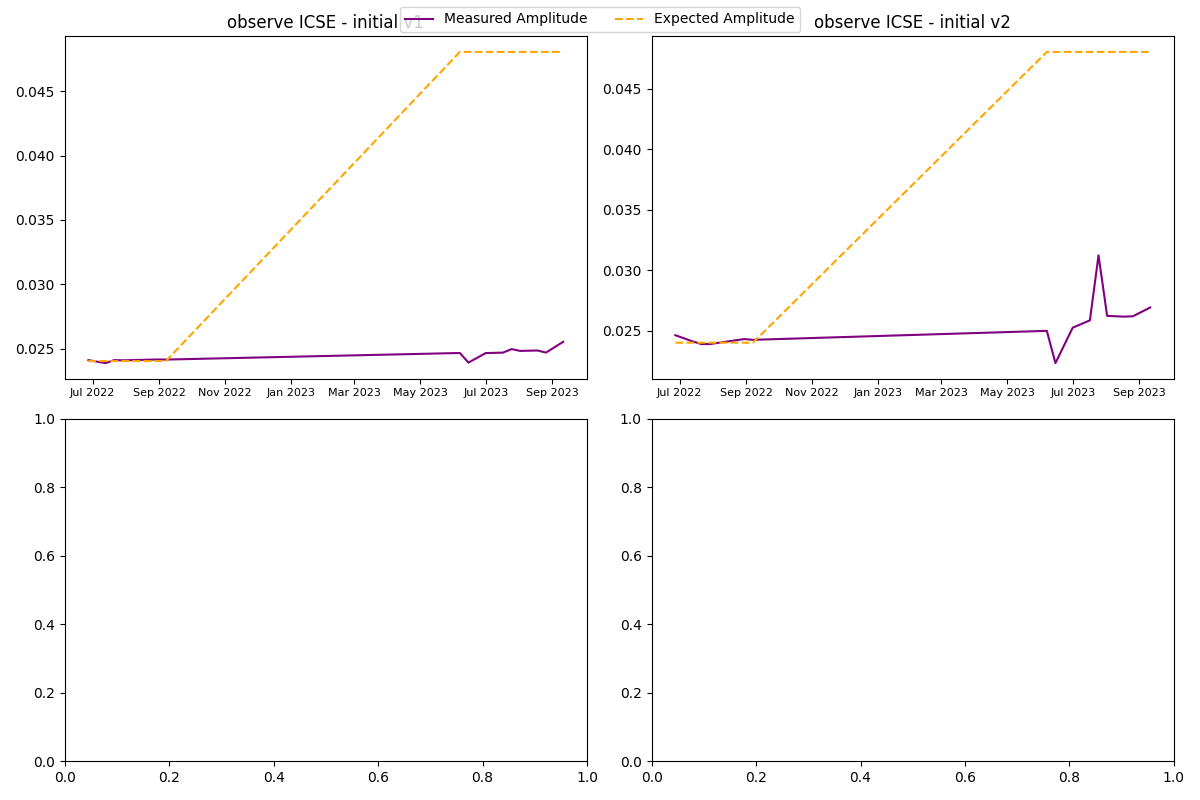 observe ICSE - initial v1
Measured Amplitude
Expected Amplitude
observe ICSE - initial v2
0.045
0.040
0.035
0.030
0.025
Jul 2022 Sep 2022 Nov 2022 Jan 2023 Mar 2023 May 2023 Jul 2023 Sep 2023
0.045
0.040
0.035
0.030
0.025
Jul 2022 Sep 2022 Nov 2022 Jan 2023 Mar 2023 May 2023 Jul 2023 Sep 2023
1.0
0.8
0.6
0.4
0.2
0.0
0.0 0.2 0.4 0.6 0.8 1.0
1.0
0.8
0.6
0.4
0.2
0.0
0.0 0.2 0.4 0.6 0.8 1.0